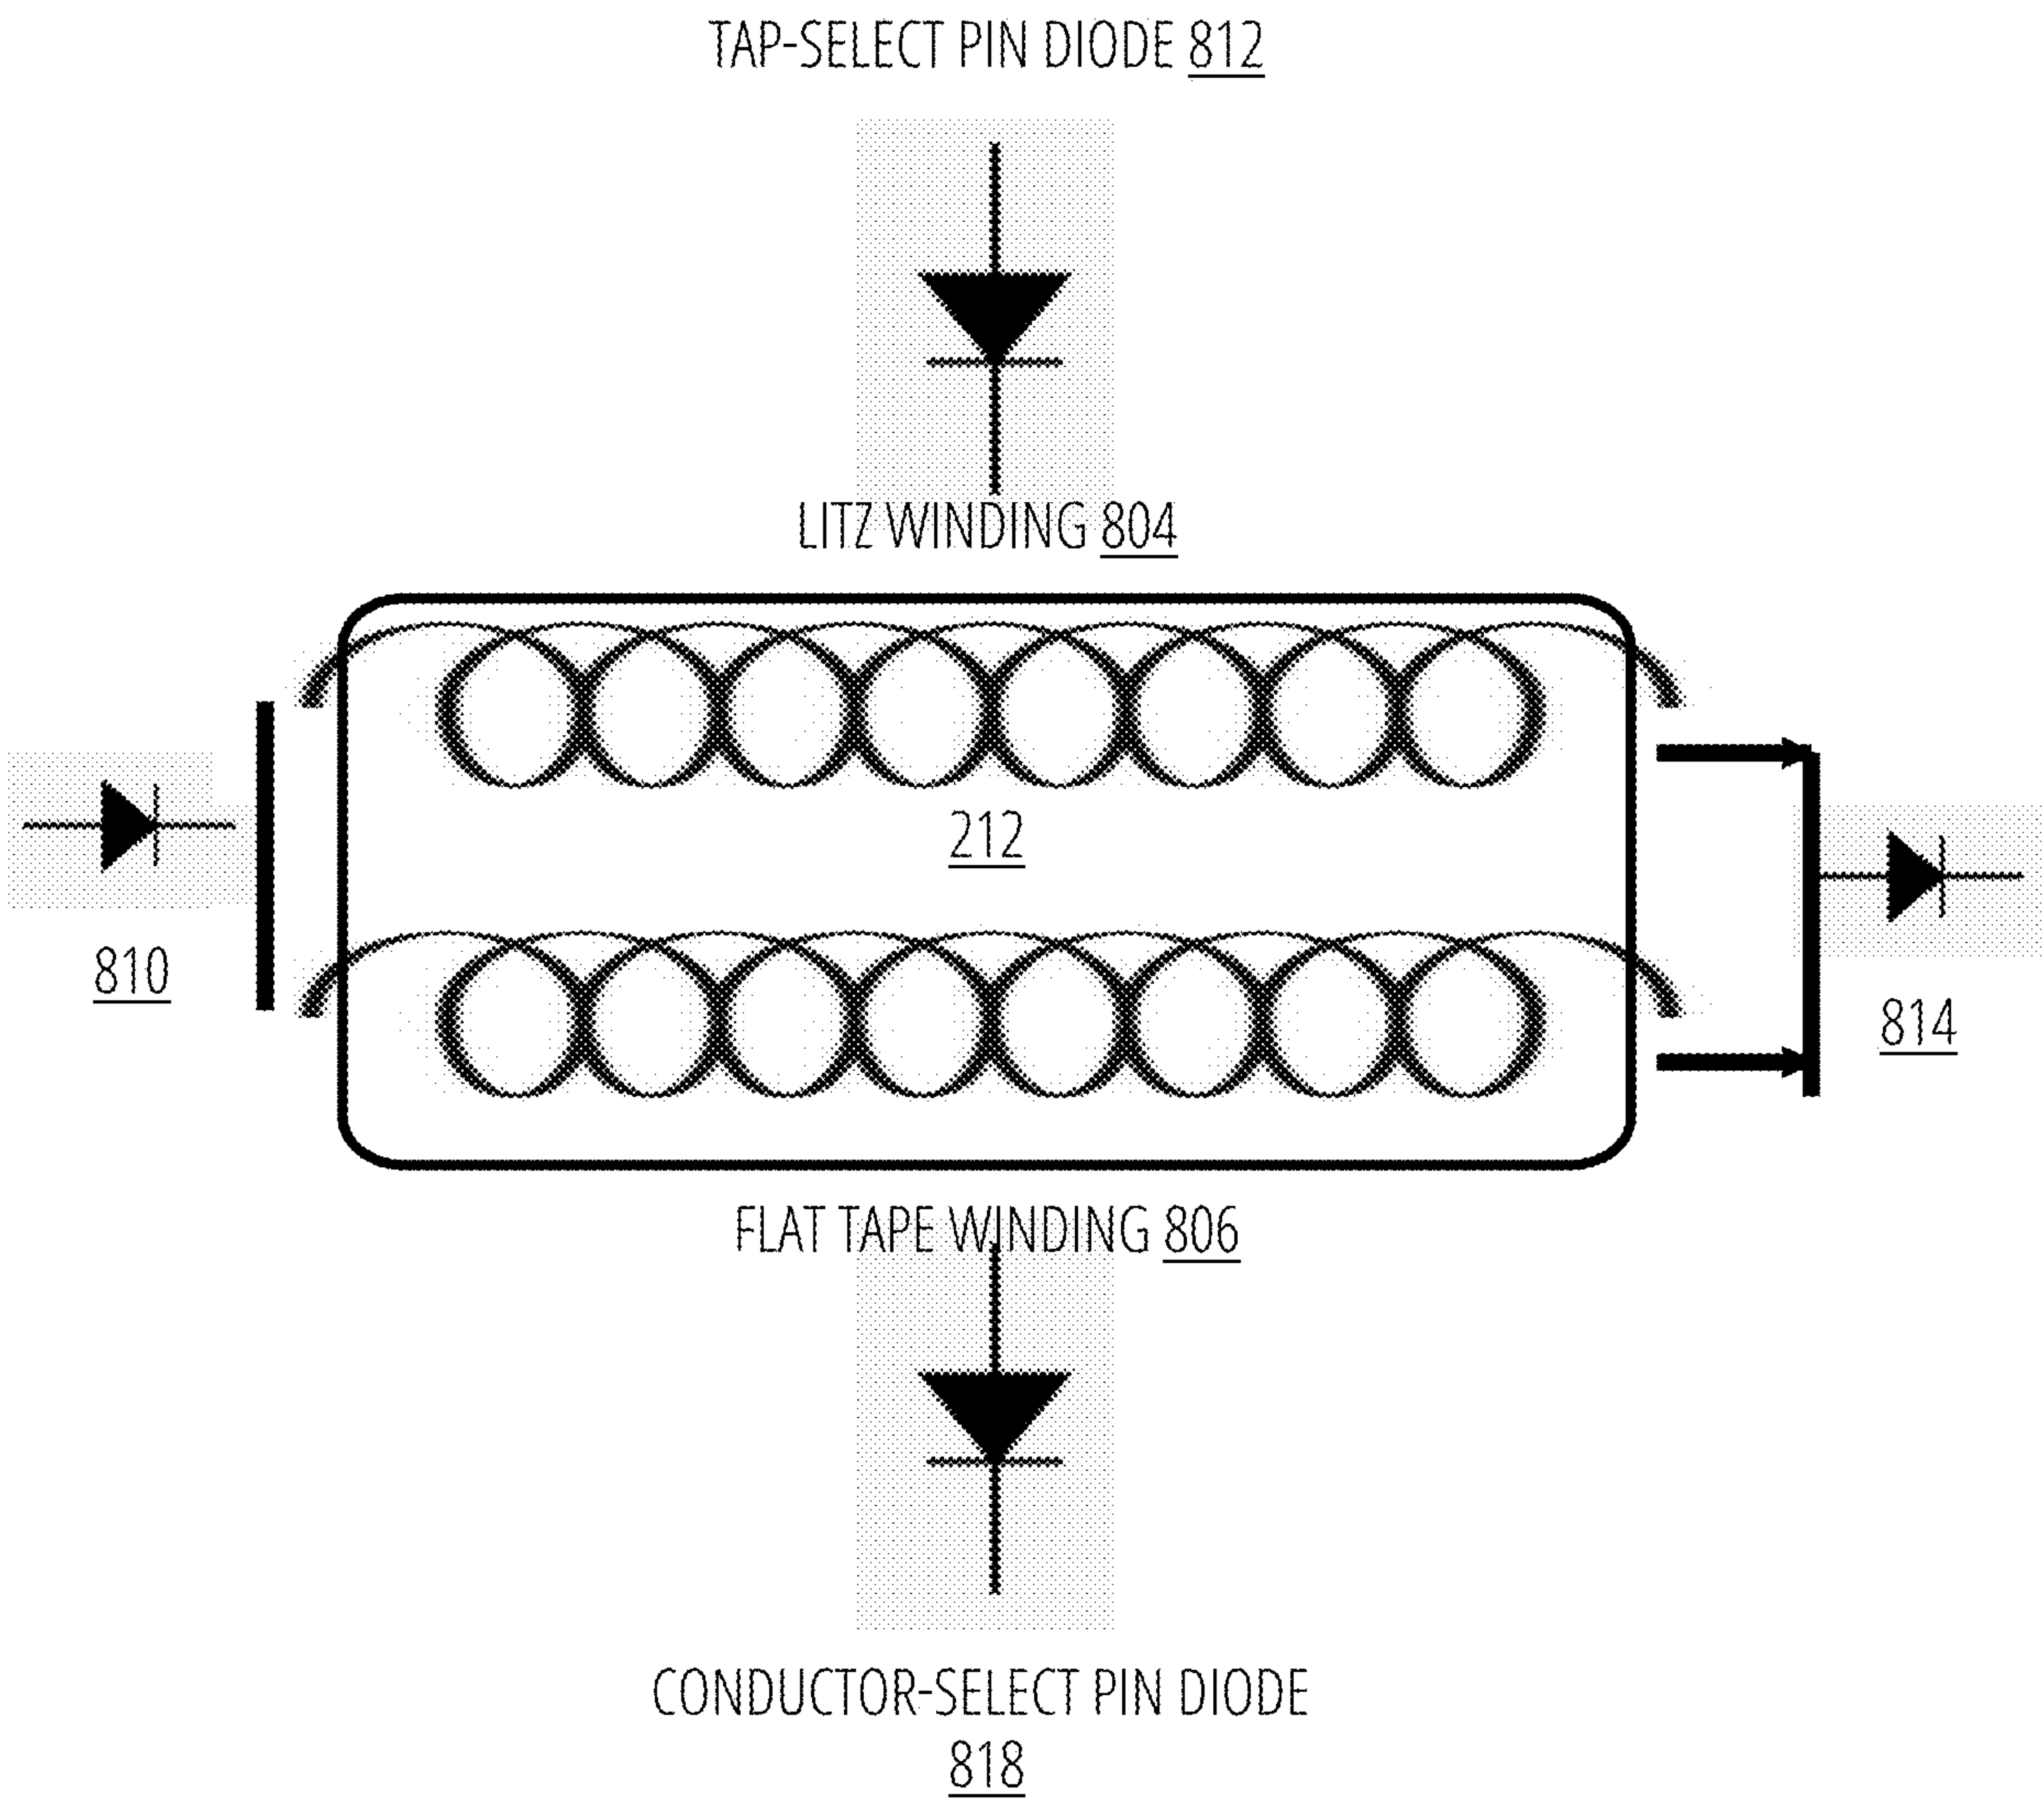 TAP-SELECT PIN DIODE 812
LITZ WINDING 804
212
810
814
FLAT TAPE WINDING 806
CONDUCTOR-SELECT PIN DIODE
818